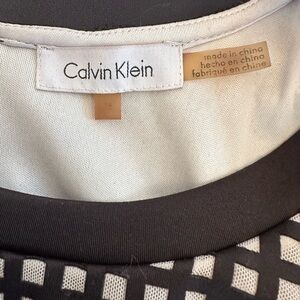 Calvin Klein
made in china
hecho en china
fabriqué en chine